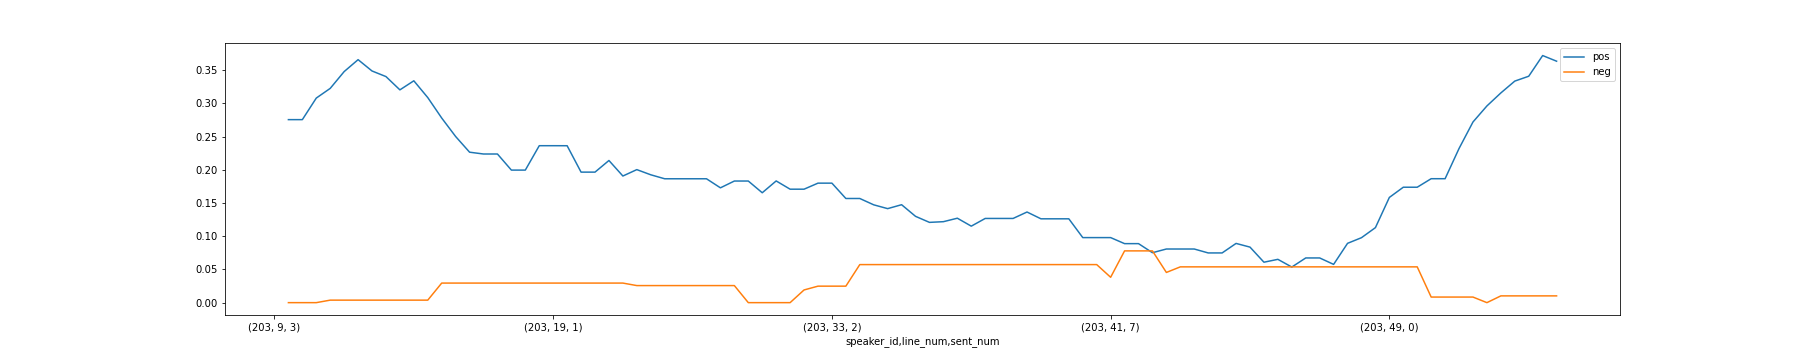 0.35
0.30
0.25
0.20
0.15
0.10
0.05
0.00
pos
neg
(203, 9, 3) (203, 19, 1) (203, 33, 2) (203, 41, 7) (203, 49, 0)
speaker_id,line_num,sent_num